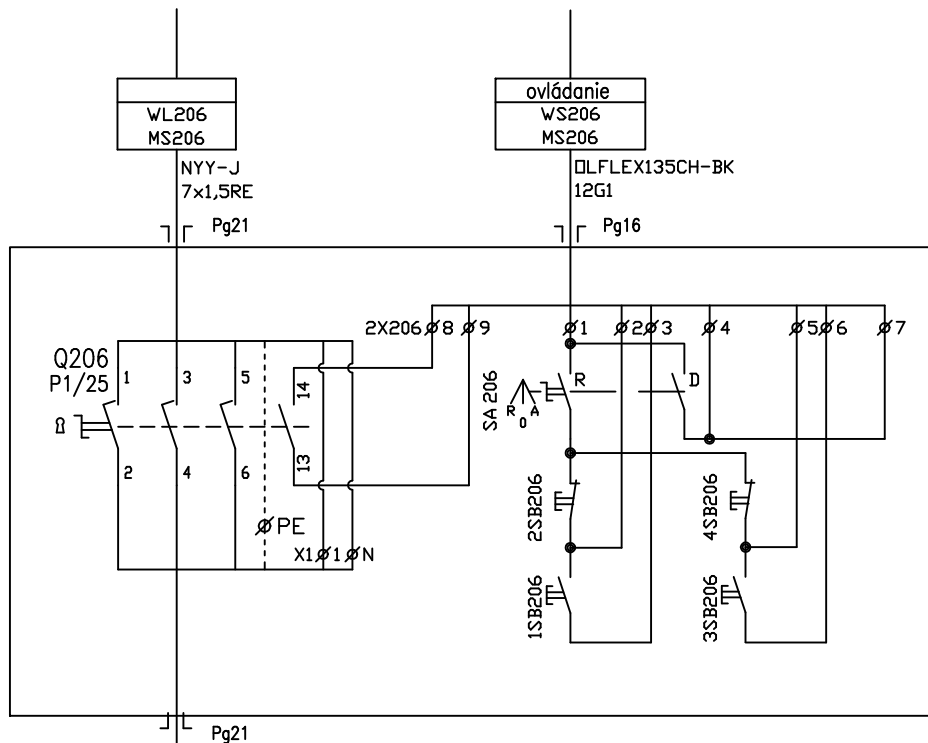 ovládanie
WL206
MS206
WS206
MS206
NYY-J
7x1,5RE
OLFLEX135CH-BK
12G1
Pg21
Pg16
2X206 8 9 1 2 3 4 5 6 7
Q206
P1/25
1 3 5 14
2 4 6 13
PE
X1 1 N
SA 206
R 0 A
R
D
2SB206
4SB206
1SB206
3SB206
Pg21